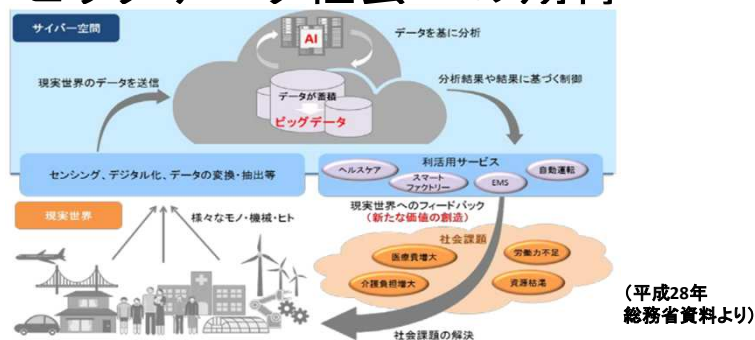 サイバー空間
AI
データを基に分析
現実世界のデータを送信
分析結果や結果に基づく制御
データが蓄積
ビッグデータ
センシング、デジタル化、データの変換・抽出等
利活用サービス
ヘルスケア
スマート
ファクトリー
EMS
自動運転
現実世界
様々なモノ・機械・ヒト
現実世界へのフィードバック
(新たな価値の創造)
社会課題
医療費増大
労働力不足
介護負担増大
資源枯渇
社会課題の解決
(平成28年
総務省資料より)